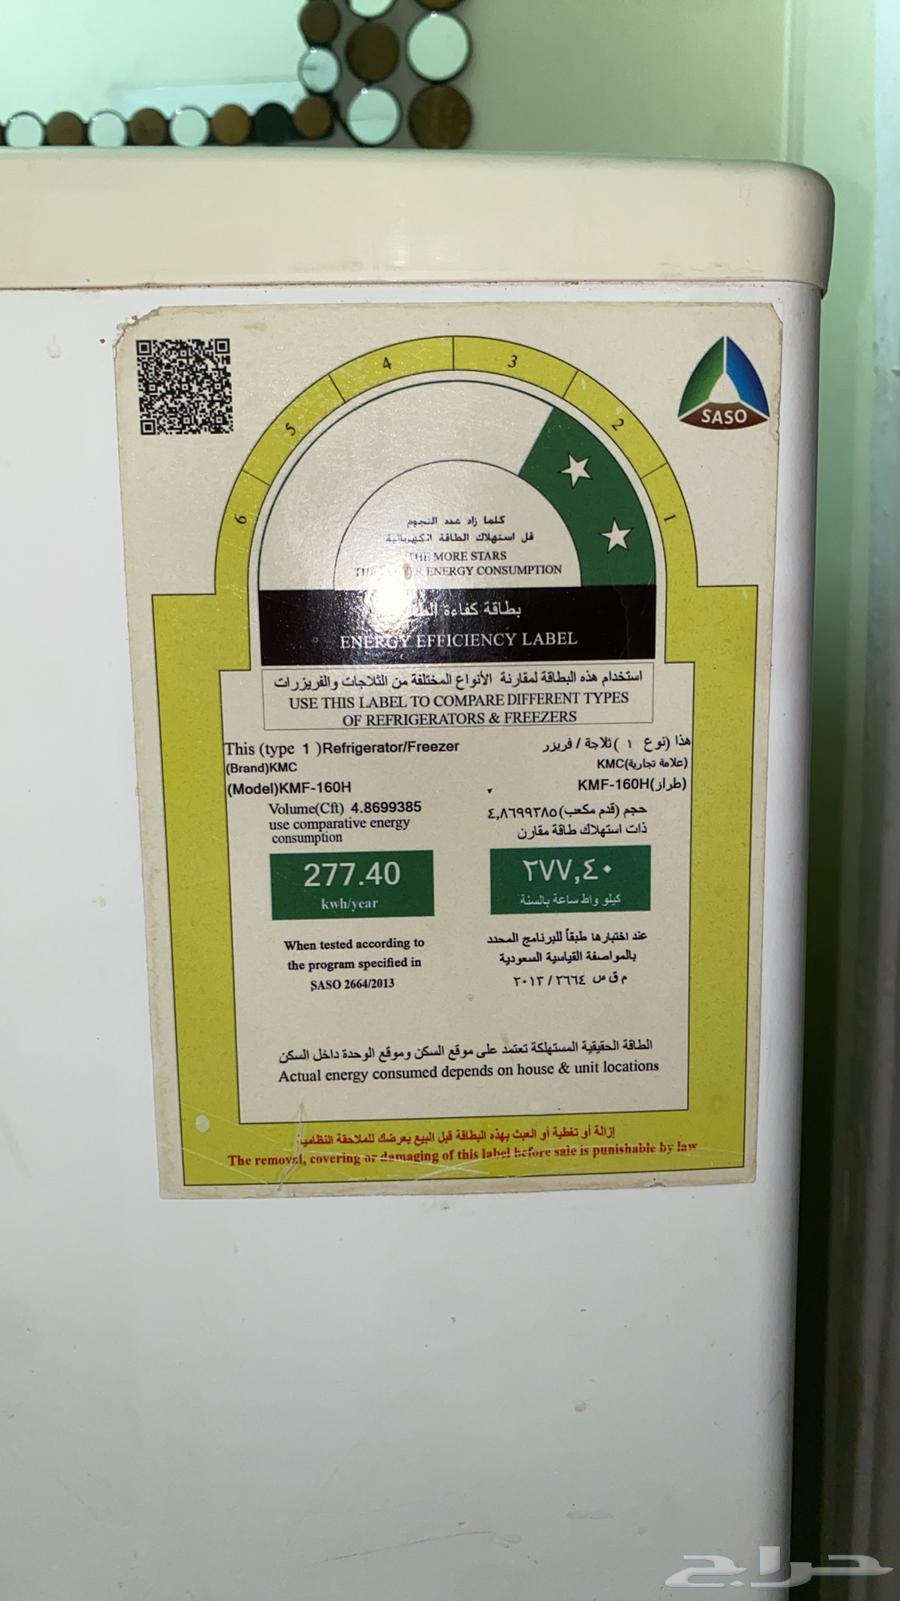 4
3
5
2
6
1
SASO
كلما زاد عدد النجوم
قل استهلاك الطاقة الكهربائية
THE MORE STARS
ENERGY CONSUMPTION
بطاقة كفاءة
ENERGY EFFICIENCY LABEL
استخدام هذه البطاقة لمقارنة الأنواع المختلفة من الثلاجات والفريزرات
USE THIS LABEL TO COMPARE DIFFERENT TYPES
OF REFRIGERATORS & FREEZERS
This (type 1 )Refrigerator/Freezer
هذا (نوع ١ ) ثلاجة / فريزر
(Brand)KMC
(علامة تجارية)KMC
(Model)KMF-160H
(طراز)KMF-160H
Volume(Cft) 4.8699385
حجم (قدم مكعب)٤,٨٦٩٩٣٨٥
use comparative energy
consumption
ذات استهلاك طاقة مقارن
277.40
kwh/year
٢٧٧,٤٠
كيلو واط ساعة بالسنة
When tested according to
the program specified in
SASO 2664/2013
عند اختبارها طبقاً للبرنامج المحدد
بالمواصفة القياسية السعودية
م ق س ٢٦٦٤ / ٢٠١٣
الطاقة الحقيقية المستهلكة تعتمد على موقع السكن وموقع الوحدة داخل السكن
Actual energy consumed depends on house & unit locations
إزالة أو تغطية أو العبث بهذه البطاقة قبل البيع يعرضك للملاحقة النظامية
The removal, covering or damaging of this label before sale is punishable by law
حراج